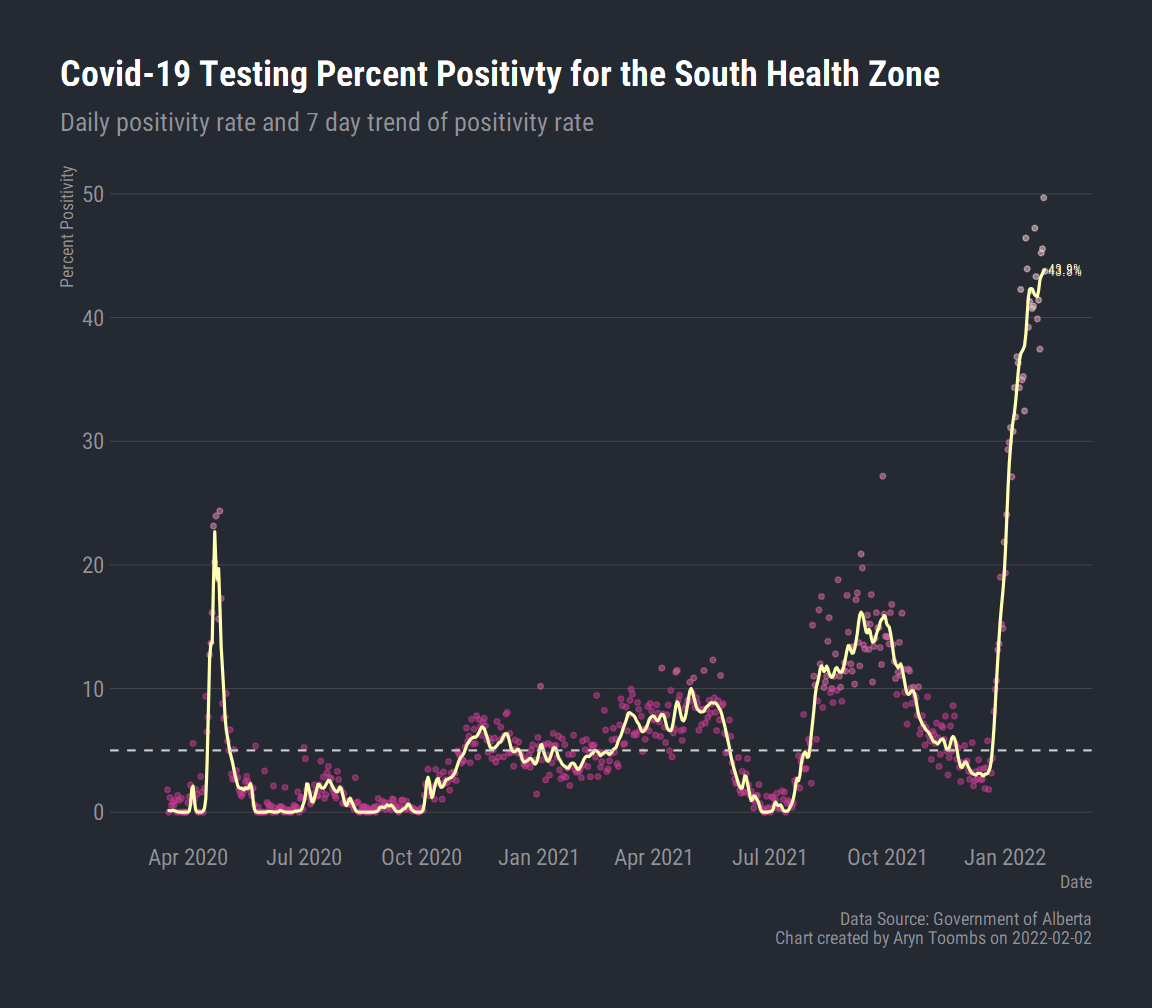 Covid-19 Testing Percent Positivty for the South Health Zone
Daily positivity rate and 7 day trend of positivity rate
Percent Positivity
50
40
30
20
10
0
Apr 2020 Jul 2020 Oct 2020 Jan 2021 Apr 2021 Jul 2021 Oct 2021 Jan 2022
Date
Data Source: Government of Alberta
Chart created by Aryn Toombs on 2022-02-02